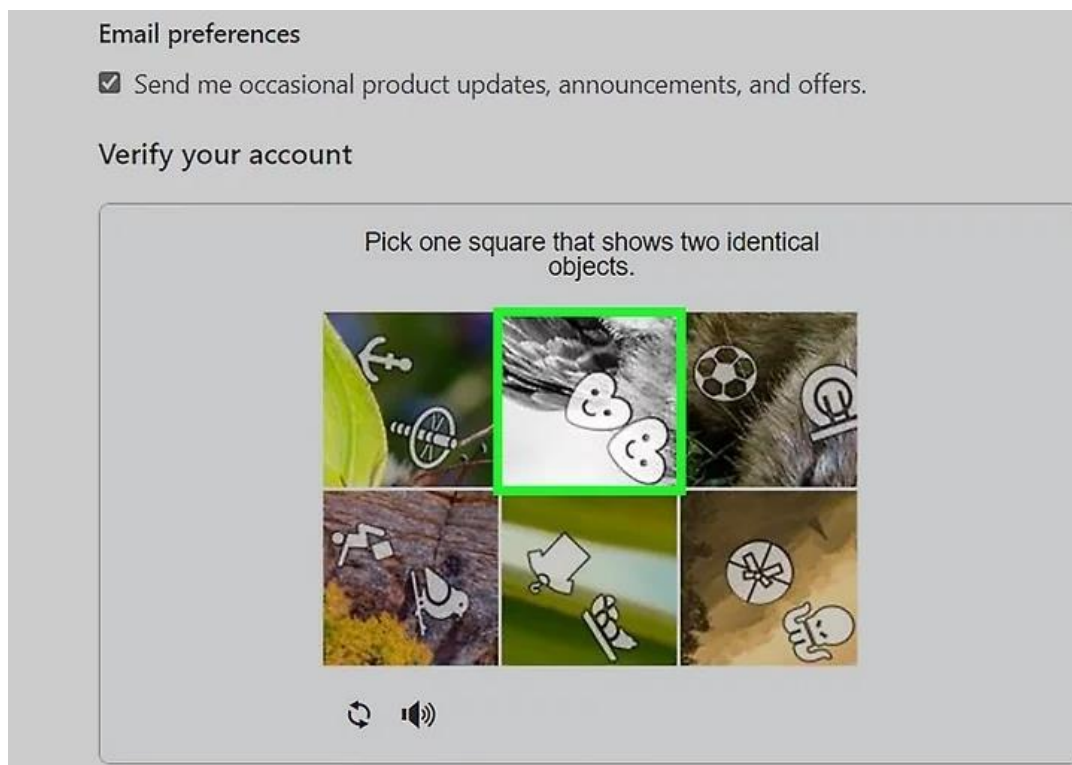 Email preferences
Send me occasional product updates, announcements, and offers.
Verify your account
Pick one square that shows two identical
objects.